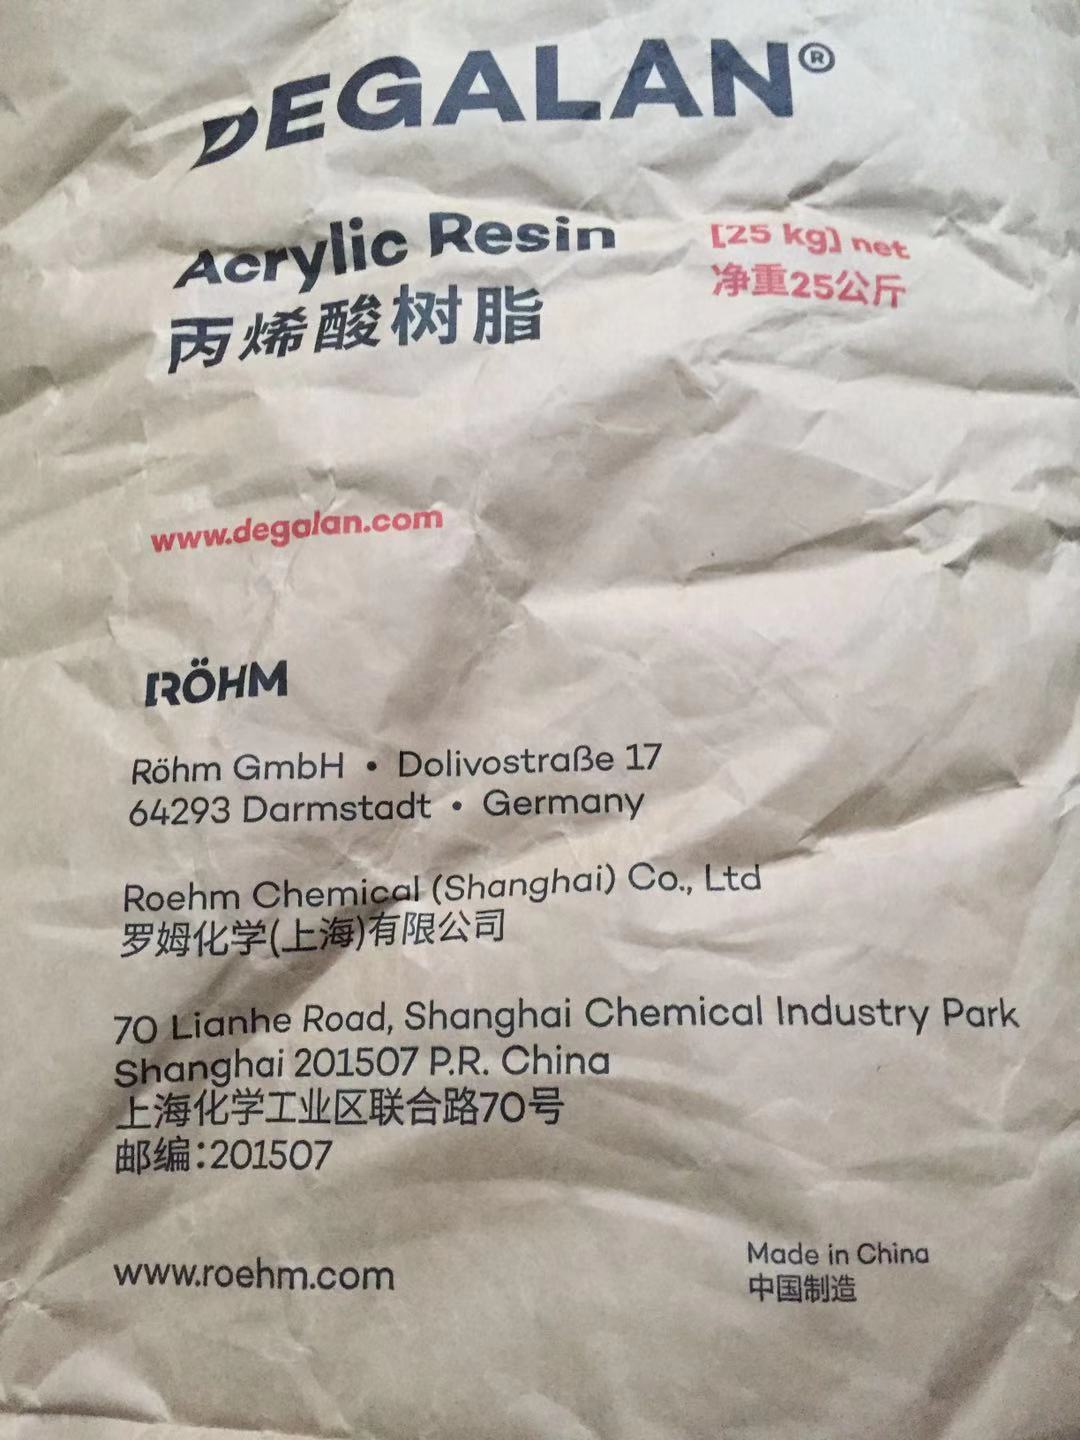 DEGALAN®
Acrylic Resin
[25 kg] net
丙烯酸树脂
净重25公斤
www.degalan.com
RÖHM
Röhm GmbH • Dolivostraße 17
64293 Darmstadt • Germany
Roehm Chemical (Shanghai) Co., Ltd
罗姆化学(上海)有限公司
70 Lianhe Road, Shanghai Chemical Industry Park
Shanghai 201507 P.R. China
上海化学工业区联合路70号
邮编:201507
www.roehm.com
Made in China
中国制造